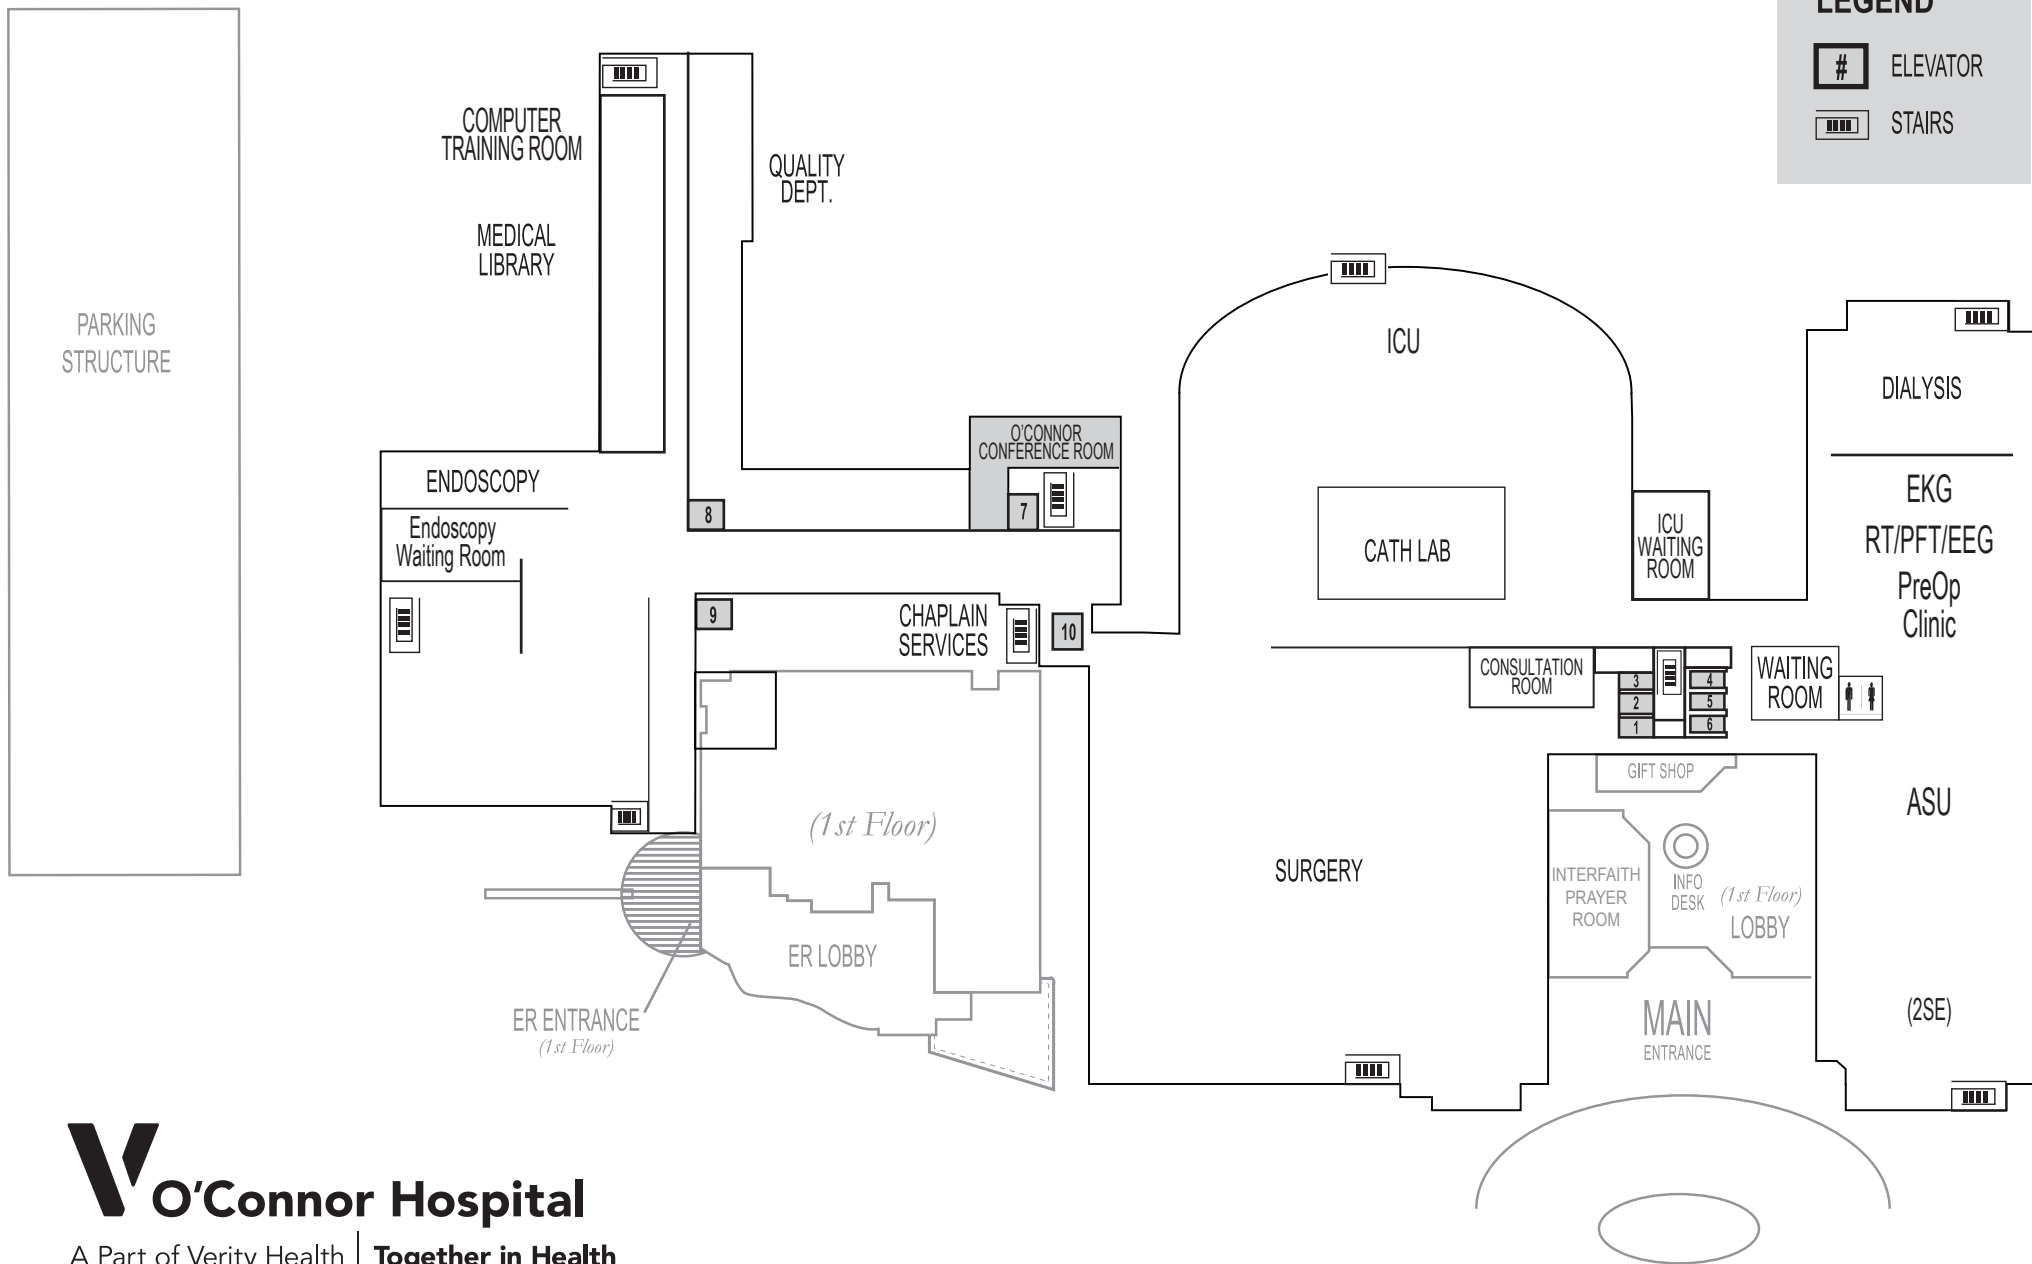 LEGEND
#
ELEVATOR
STAIRS
COMPUTER
TRAINING ROOM
QUALITY
DEPT.
MEDICAL
LIBRARY
PARKING
STRUCTURE
ICU
DIALYSIS
O'CONNOR
CONFERENCE ROOM
ENDOSCOPY
Endoscopy
Waiting Room
8
7
CATH LAB
ICU
WAITING
ROOM
EKG
RT/PFT/EEG
PreOp
Clinic
9
CHAPLAIN
SERVICES
10
CONSULTATION
ROOM
3
2
1
4
5
6
WAITING
ROOM
GIFT SHOP
(1st Floor)
ASU
SURGERY
INTERFAITH
PRAYER
ROOM
INFO
DESK
(1st Floor)
LOBBY
ER LOBBY
ER ENTRANCE
(1st Floor)
MAIN
ENTRANCE
(2SE)
O'Connor Hospital
A Part of Verity Health | Together in Health